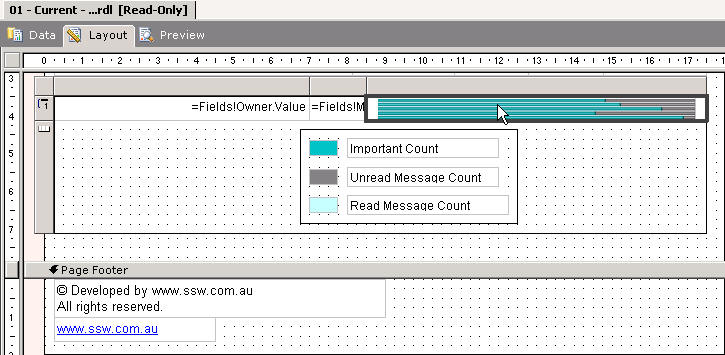 01 - Current - ...rdl [Read-Only]
Data Layout Preview
0 1 2 3 4 5 6 7 8 9 10 11 12 13 14 15 16 17
3
=Fields!Owner.Value =Fields!M
1
4
Important Count
5
Unread Message Count
6
Read Message Count
7
Page Footer
© Developed by www.ssw.com.au
All rights reserved.
1
www.ssw.com.au